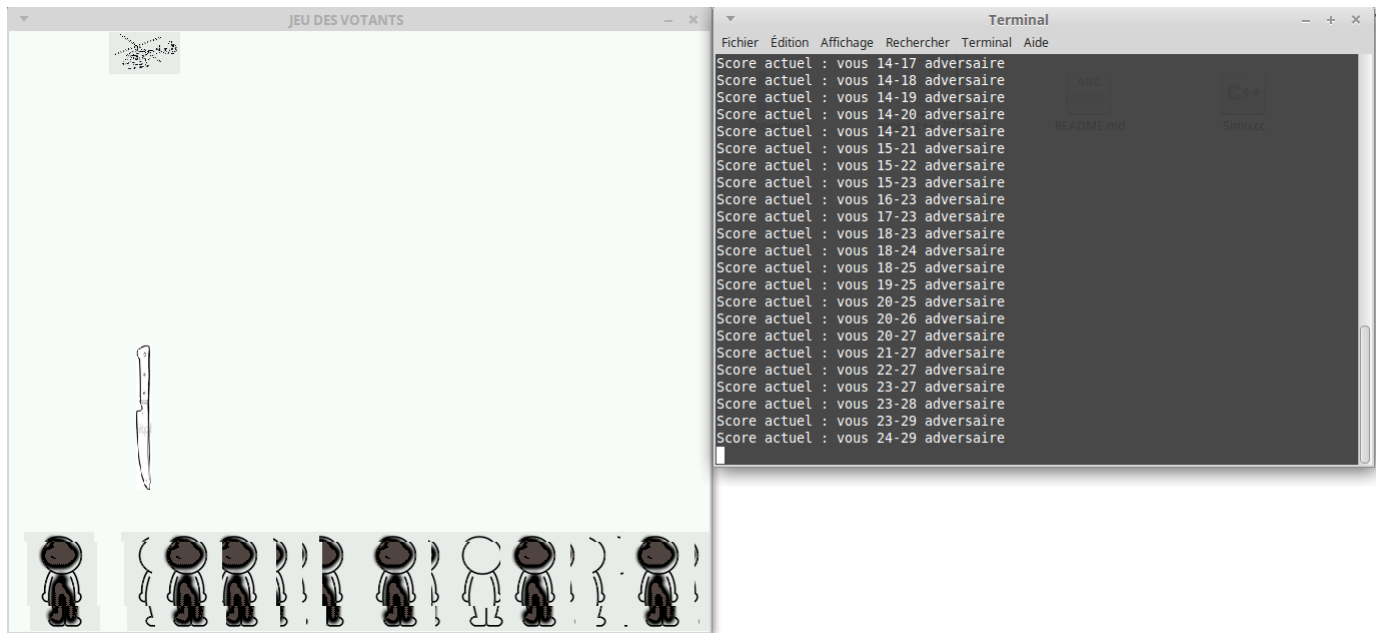 JEU DES VOTANTS
Terminal
Fichier Édition Affichage Rechercher Terminal Aide
Score actuel : vous 14-17 adversaire
Score actuel : vous 14-18 adversaire
Score actuel : vous 14-19 adversaire
Score actuel : vous 14-20 adversaire
Score actuel : vous 14-21 adversaire
Score actuel : vous 15-21 adversaire
Score actuel : vous 15-22 adversaire
Score actuel : vous 15-23 adversaire
Score actuel : vous 16-23 adversaire
Score actuel : vous 17-23 adversaire
Score actuel : vous 18-23 adversaire
Score actuel : vous 18-24 adversaire
Score actuel : vous 18-25 adversaire
Score actuel : vous 19-25 adversaire
Score actuel : vous 20-25 adversaire
Score actuel : vous 20-26 adversaire
Score actuel : vous 20-27 adversaire
Score actuel : vous 21-27 adversaire
Score actuel : vous 22-27 adversaire
Score actuel : vous 23-27 adversaire
Score actuel : vous 23-28 adversaire
Score actuel : vous 23-29 adversaire
Score actuel : vous 24-29 adversaire
ABC
C++
README.md
Simu.cc